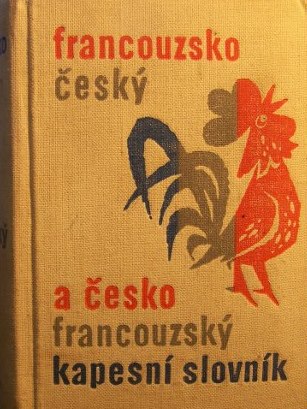 francouzsko
český
a česko
francouzský
kapesní slovník